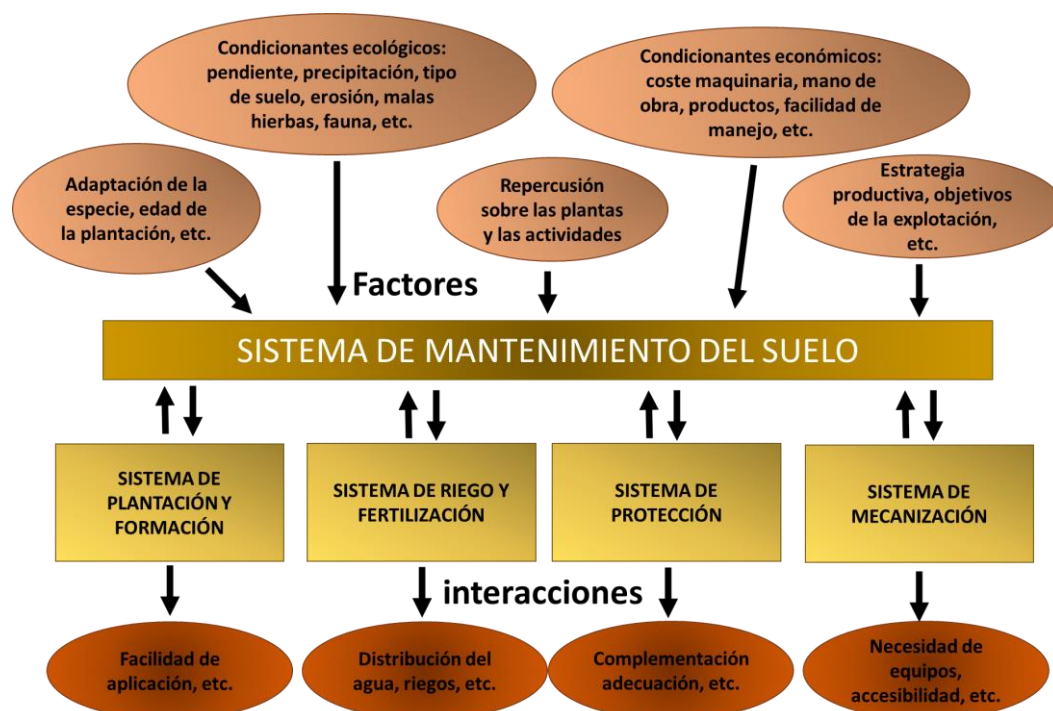 Condicionantes ecológicos:
pendiente, precipitación, tipo
de suelo, erosión, malas
hierbas, fauna, etc.
Condicionantes económicos:
coste maquinaria, mano de
obra, productos, facilidad de
manejo, etc.
Adaptación de la
especie, edad de
la plantación, etc.
Repercusión
sobre las plantas
y las actividades
Estrategia
productiva, objetivos
de la explotación,
etc.
Factores
SISTEMA DE MANTENIMIENTO DEL SUELO
SISTEMA DE
PLANTACIÓN Y
FORMACIÓN
SISTEMA DE RIEGO Y
FERTILIZACIÓN
SISTEMA DE
PROTECCIÓN
SISTEMA DE
MECANIZACIÓN
interacciones
Facilidad de
aplicación, etc.
Distribución del
agua, riegos, etc.
Complementación
adecuación, etc.
Necesidad de
equipos,
accesibilidad, etc.